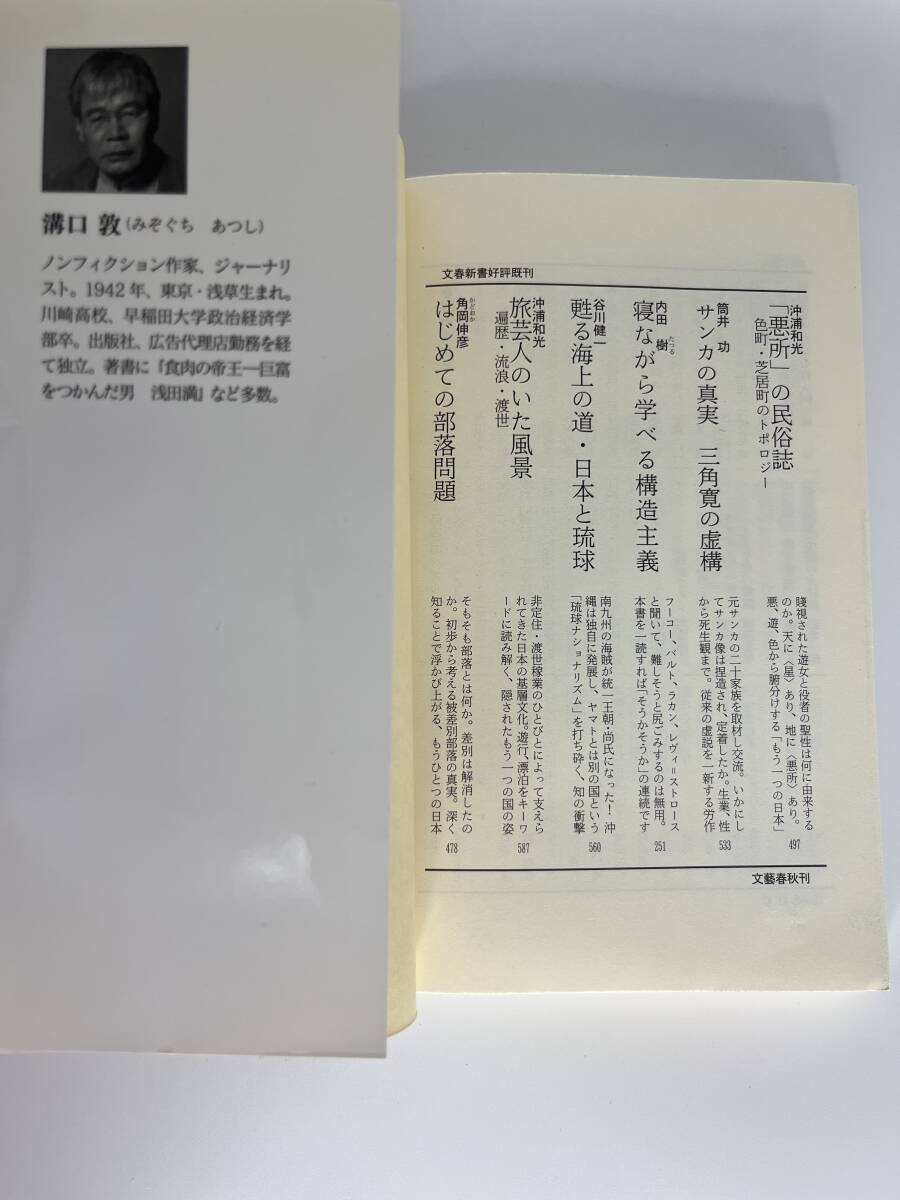 溝口 敦(みぞぐち あつし)
ノンフィクション作家、ジャーナリ
スト。1942年、東京・浅草生まれ。
川崎高校、早稲田大学政治経済学
部卒。出版社、広告代理店勤務を経
て独立。著書に『食肉の帝王―巨富
をつかんだ男 浅田満』など多数。
文春新書好評既刊
沖浦和光
「悪所」の民俗誌
色町・芝居町のトポロジー
賤視された遊女と役者の聖性は何に由来する
のか。天に〈星〉あり、地に〈悪所〉あり。
悪、遊、色から腑分けする「もう一つの日本」
497
筒井 功
サンカの真実 三角寛の虚構
元サンカの二十家族を取材し交流。いかにし
てサンカ像は捏造され、定着したか。生業、性
から死生観まで。従来の虚説を一新する労作
533
内田 樹
たつる
寝ながら学べる構造主義
フーコー、バルト、ラカン、レヴィ=ストロース
と聞いて、難しそうと尻ごみするのは無用。
本書を一読すれば「そうかそうか」の連続です
251
谷川健一
甦る海上の道・日本と琉球
南九州の海賊が統一王朝・尚氏になった!沖
縄は独自に発展し、ヤマトとは別の国という
「琉球ナショナリズム」を打ち砕く、知の衝撃
560
沖浦和光
旅芸人のいた風景
遍歴・流浪・渡世
非定住・渡世稼業のひとびとによって支えら
れてきた日本の基層文化。遊行、漂泊をキーワ
ードに読み解く、隠されたもう一つの国の姿
587
角岡伸彦
かどおか
はじめての部落問題
そもそも部落とは何か。差別は解消したの
か。初歩から考える被差別部落の真実。深く
知ることで浮かび上がる、もうひとつの日本
478
文藝春秋刊